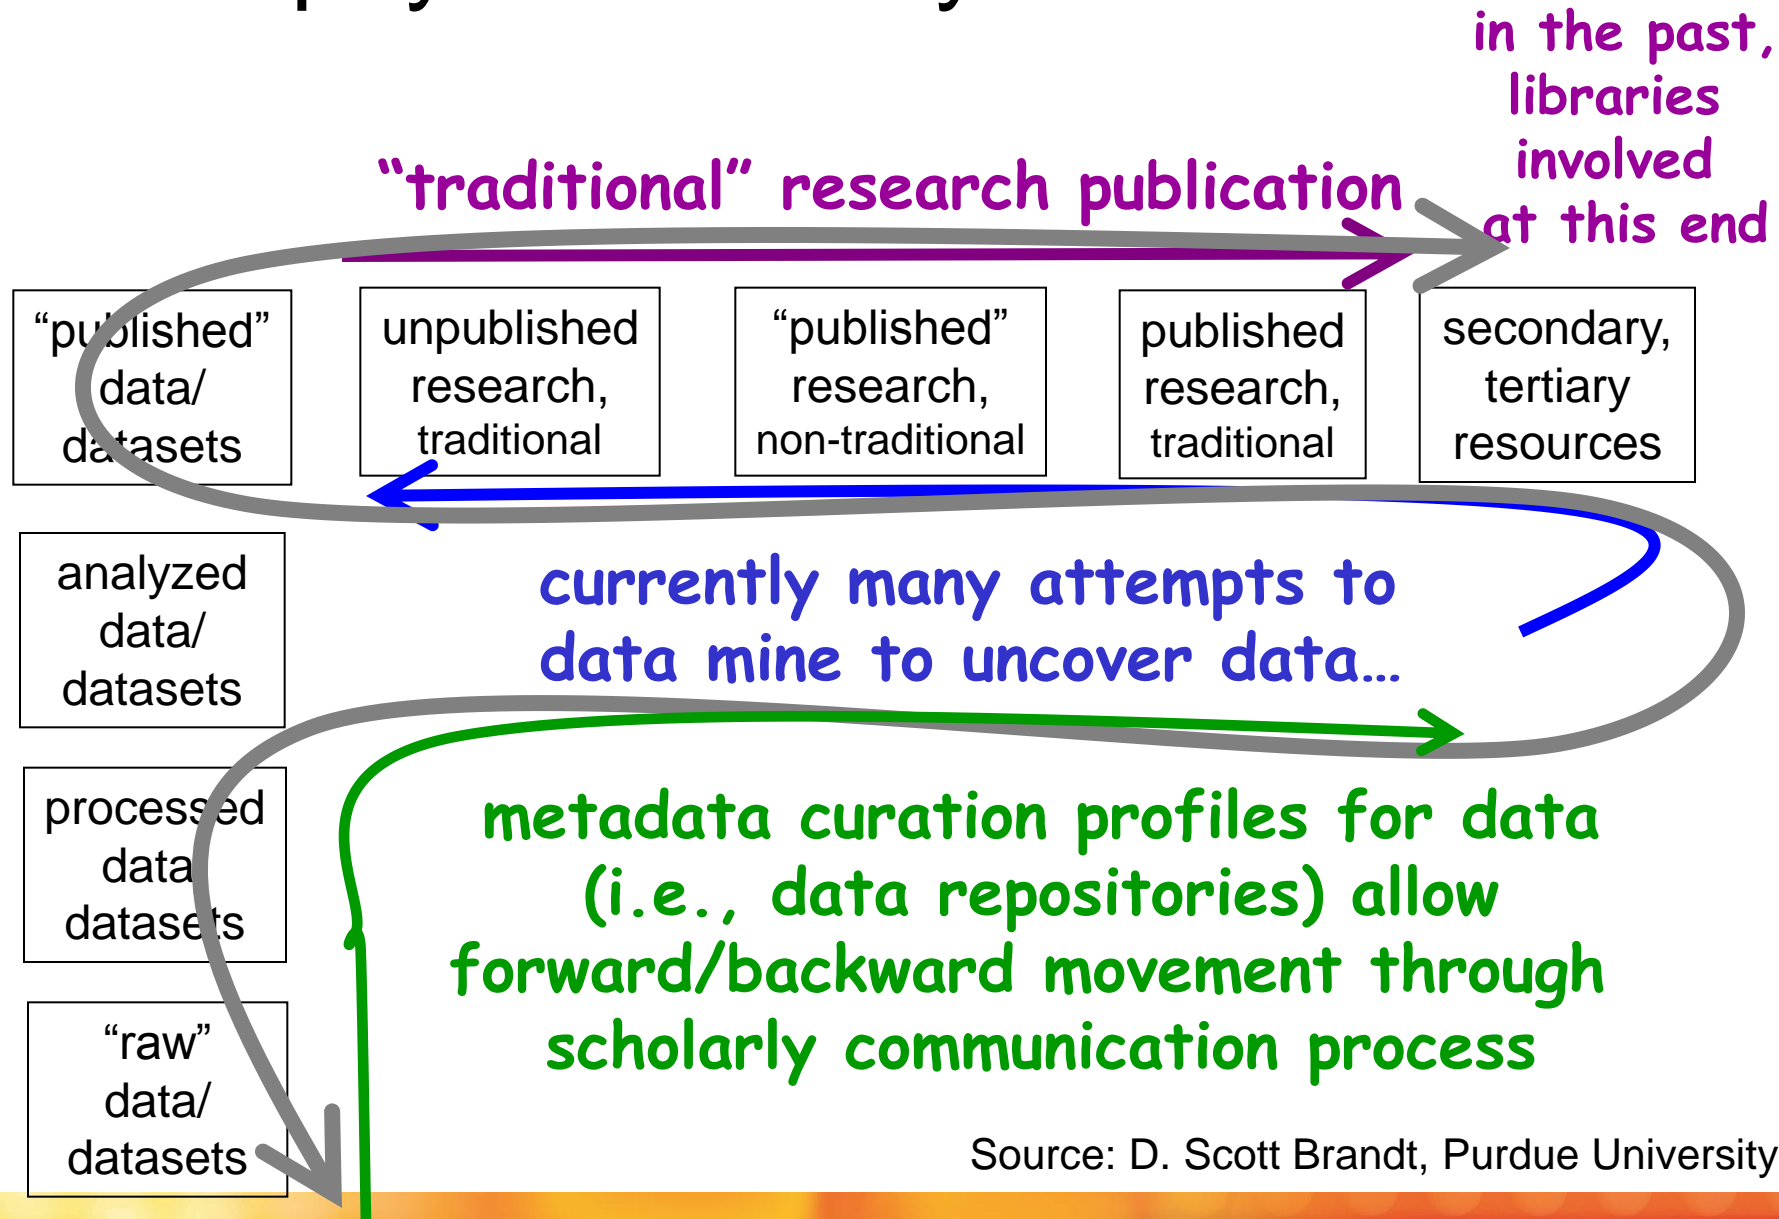 in the past,
libraries
involved
at this end
“traditional” research publication
“published”
data/
datasets
unpublished
research,
traditional
“published”
research,
non-traditional
published
research,
traditional
secondary,
tertiary
resources
analyzed
data/
datasets
currently many attempts to
data mine to uncover data…
processed
data
datasets
metadata curation profiles for data
(i.e., data repositories) allow
forward/backward movement through
scholarly communication process
“raw”
data/
datasets
Source: D. Scott Brandt, Purdue University